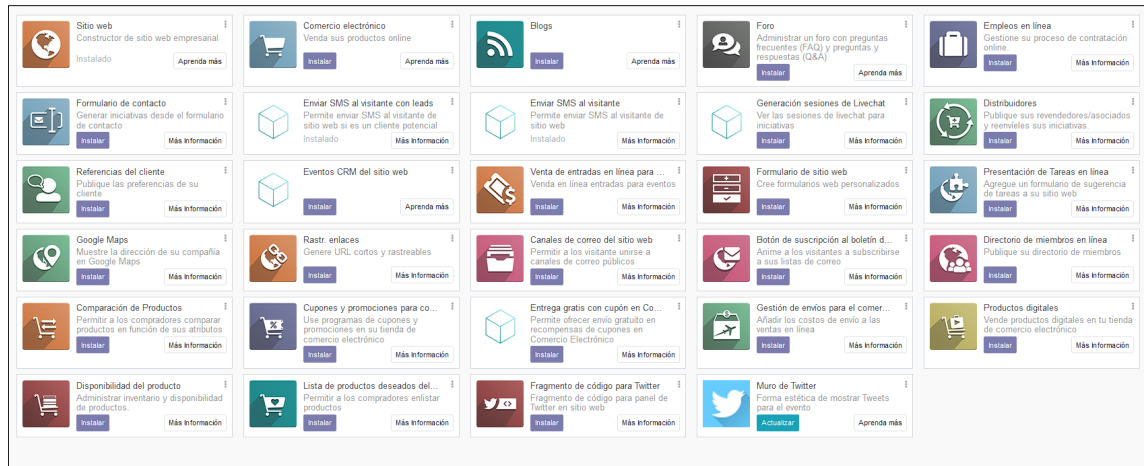 Sitio web
Constructor de sitio web empresarial
Instalado
Aprenda más
Comercio electrónico
Venda sus productos online
Instalar
Aprenda más
Blogs
Instalar
Aprenda más
Foro
Administrar un foro con preguntas
frecuentes (FAQ) y preguntas y
respuestas (Q&A)
Instalar
Aprenda más
Empleos en línea
Gestione su proceso de contratación
online.
Instalar
Más Información
Formulario de contacto
Generar iniciativas desde el formulario
de contacto
Instalar
Más Información
Enviar SMS al visitante con leads
Permite enviar SMS al visitante de
sitio web si es un cliente potencial
Instalado
Más Información
Enviar SMS al visitante
Permite enviar SMS al visitante de
sitio web
Instalado
Más Información
Generación sesiones de Livechat
Ver las sesiones de livechat para
iniciativas
Instalar
Más Información
Distribuidores
Publique sus revendedores/asociados
y reenvíeles sus iniciativas.
Instalar
Más Información
Referencias del cliente
Publique las preferencias de su
cliente
Instalar
Más Información
Eventos CRM del sitio web
Instalar
Aprenda más
Venta de entradas en línea para ...
Venda en línea entradas para eventos
Instalar
Más Información
Formulario de sitio web
Cree formularios web personalizados
Instalar
Más Información
Presentación de Tareas en línea
Agregue un formulario de sugerencia
de tareas a su sitio web
Instalar
Más Información
Google Maps
Muestre la dirección de su compañía
en Google Maps
Instalar
Más Información
Rastr. enlaces
Genere URL cortos y rastreables
Instalar
Más Información
Canales de correo del sitio web
Permitir a los visitante unirse a
canales de correo públicos
Instalar
Más Información
Botón de suscripción al boletín d...
Anime a los visitantes a subscribirse
a sus listas de correo
Instalar
Más Información
Directorio de miembros en línea
Publique su directorio de miembros
Instalar
Más Información
Comparación de Productos
Permitir a los compradores comparar
productos en función de sus atributos
Instalar
Más Información
Cupones y promociones para co...
Use programas de cupones y
promociones en su tienda de
comercio electrónico
Instalar
Más Información
Entrega gratis con cupón en Co...
Permite ofrecer envío gratuito en
recompensas de cupones en
Comercio Electrónico
Instalar
Más Información
Gestión de envíos para el comer...
Añadir los costos de envío a las
ventas en línea
Instalar
Más Información
Productos digitales
Vende productos digitales en tu tienda
de comercio electrónico
Instalar
Más Información
Disponibilidad del producto
Administrar inventario y disponibilidad
de productos.
Instalar
Más Información
Lista de productos deseados del...
Permitir a los compradores enlistar
productos
Instalar
Más Información
Fragmento de código para Twitter
Fragmento de código para panel de
Twitter en sitio web
Instalar
Más Información
Muro de Twitter
Forma estética de mostrar Tweets
para el evento
Actualizar
Aprenda más